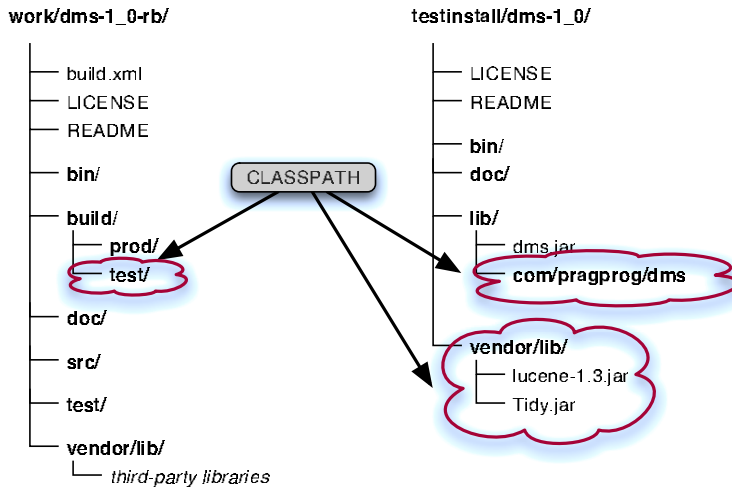 work/dms-1_0-rb/
build.xml
LICENSE
README
bin/
build/
prod/
test/
doc/
src/
test/
vendor/lib/
third-party libraries
CLASSPATH
testinstall/dms-1_0/
LICENSE
README
bin/
doc/
lib/
dms.jar
com/pragprog/dms
vendor/lib/
lucene-1.3.jar
Tidy.jar